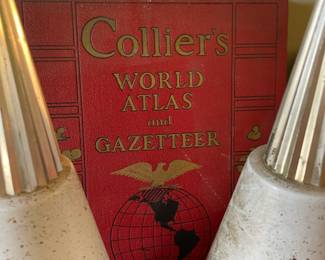 Collier's
WORLD
ATLAS
and
GAZETTEER